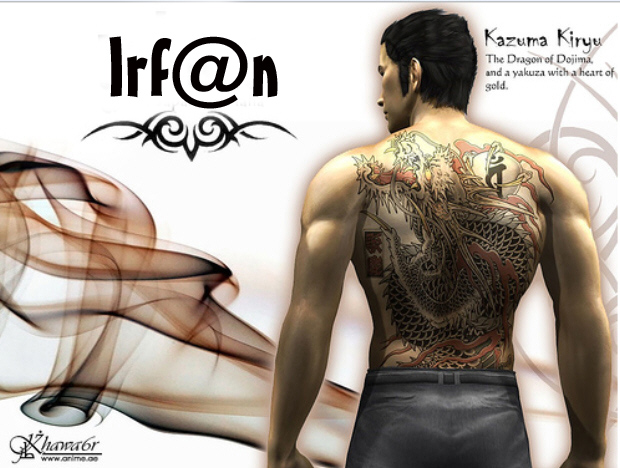 Irf@n
Kazuma Kiryu
The Dragon of Dojima,
and a yakuza with a heart of
gold.
Khawa6r
www.anime.ae